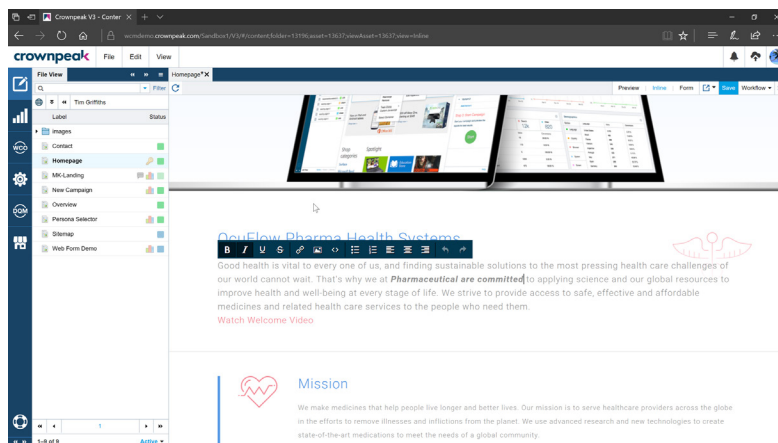 Crownpeak V3 - Conter
wcmdemo.crownpeak.com/Sandbox1/V3/#/content;folder=13196;asset=13637;viewAsset=13637;view=Inline
crownpeak File Edit View
File View
Homepage*
Filter
Preview Inline Form Save Workflow
Tim Griffiths
Label Status
Images
Contact
Homepage
MK-Landing
New Campaign
Overview
Persona Selector
Sitemap
Web Form Demo
WCO
DOM
Shop
categories
Spotlight
OcuFlow Pharma Health Systems
B I U S
Good health is vital to every one of us, and finding sustainable solutions to the most pressing health care challenges of
our world cannot wait. That's why we at Pharmaceutical are committed to applying science and our global resources to
improve health and well-being at every stage of life. We strive to provide access to safe, effective and affordable
medicines and related health care services to the people who need them.
Watch Welcome Video
Mission
We make medicines that help people live longer and better lives. Our mission is to serve healthcare providers across the globe
in the efforts to remove illnesses and inflictions from the planet. We use advanced research and new technologies to create
state-of-the-art medications to meet the needs of a global community.
1
1–9 of 9 Active